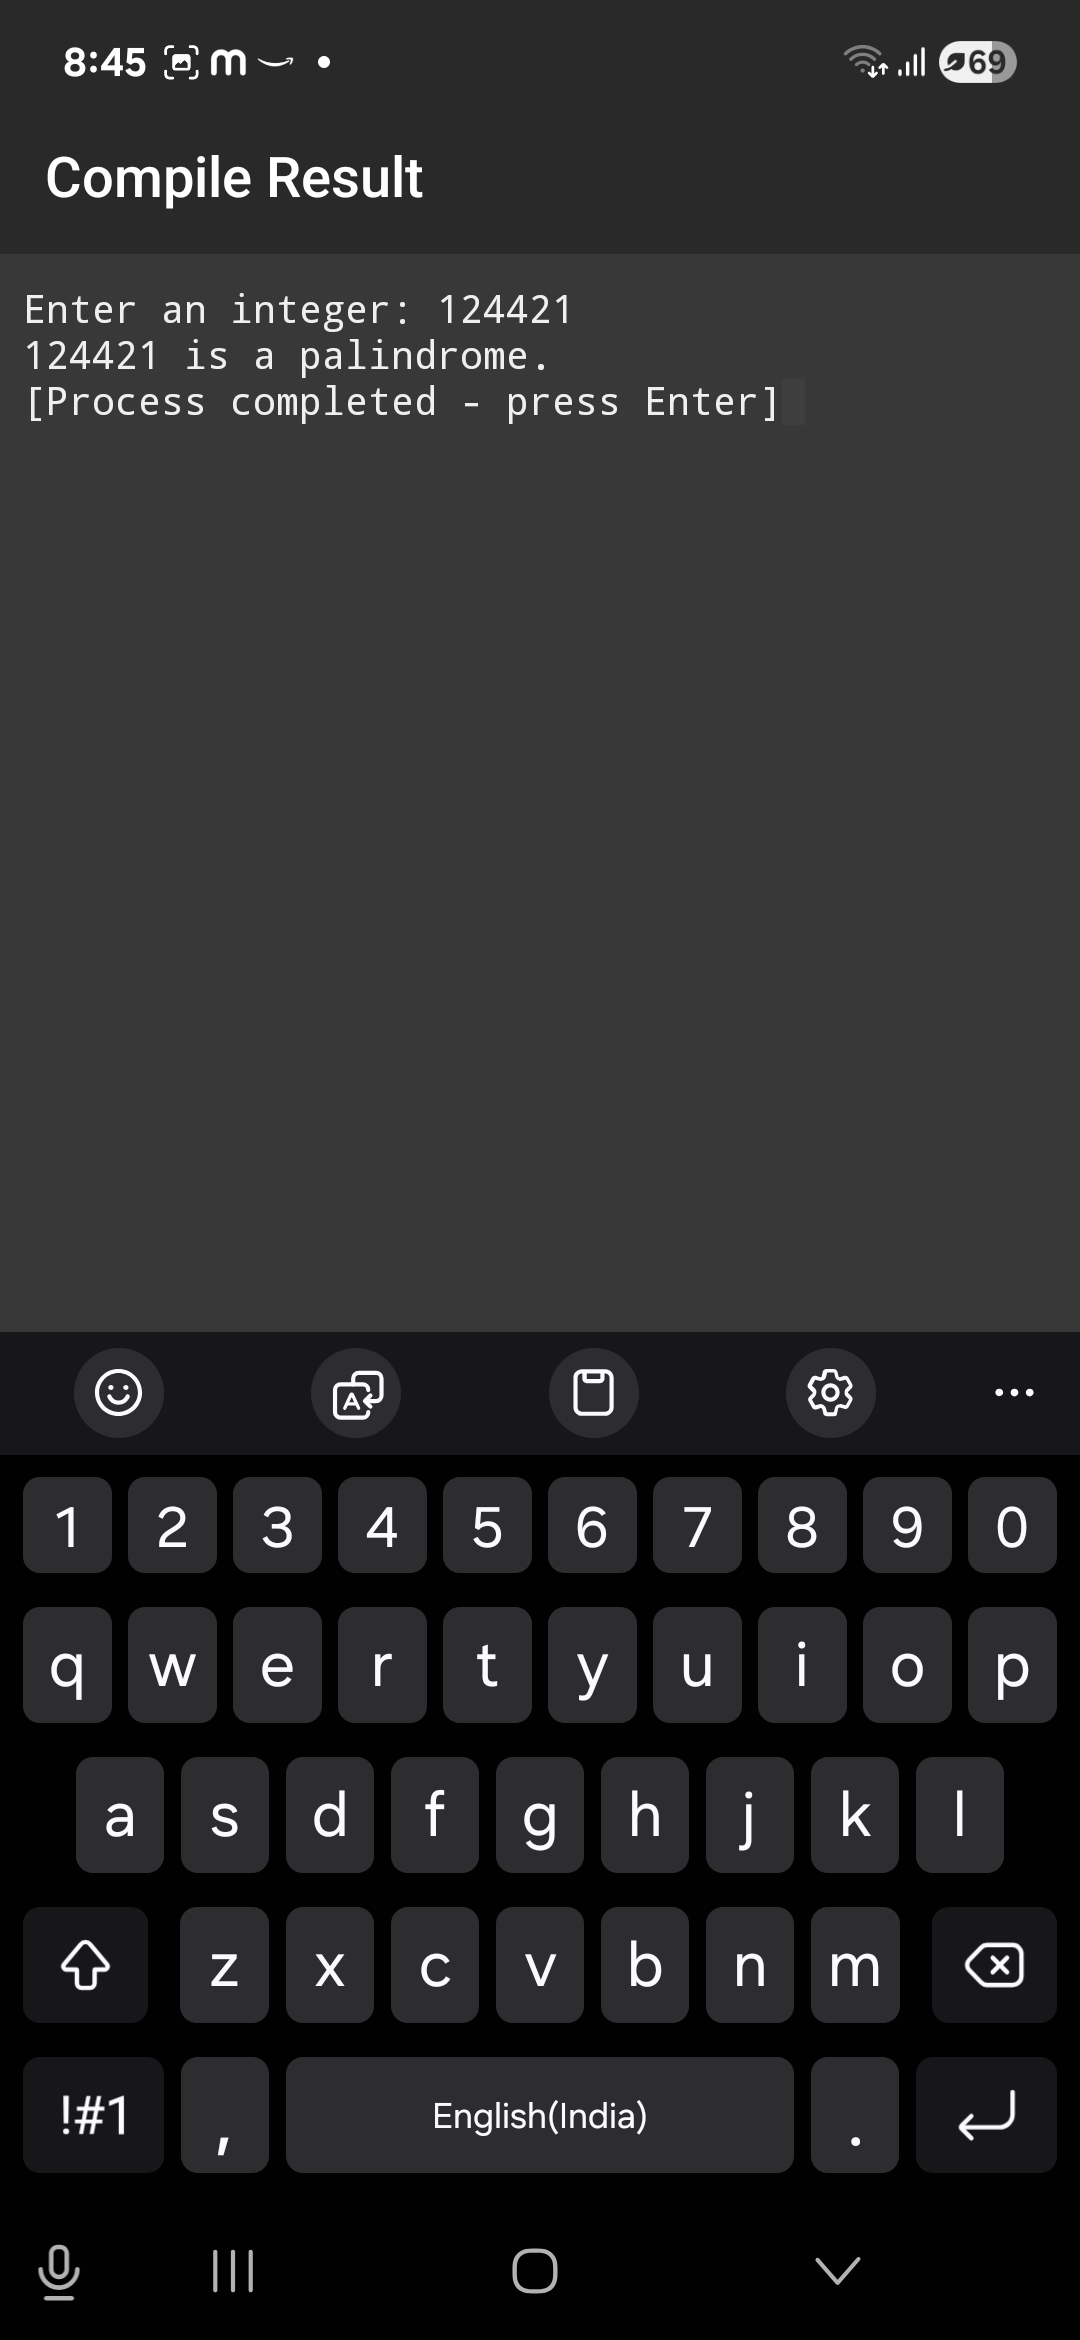 8:45 m 69
Compile Result
Enter an integer: 124421
124421 is a palindrome.
[Process completed - press Enter]
1 2 3 4 5 6 7 8 9 0
q w e r t y u i o p
a s d f g h j k l
z x c v b n m
!#1 , English(India) .